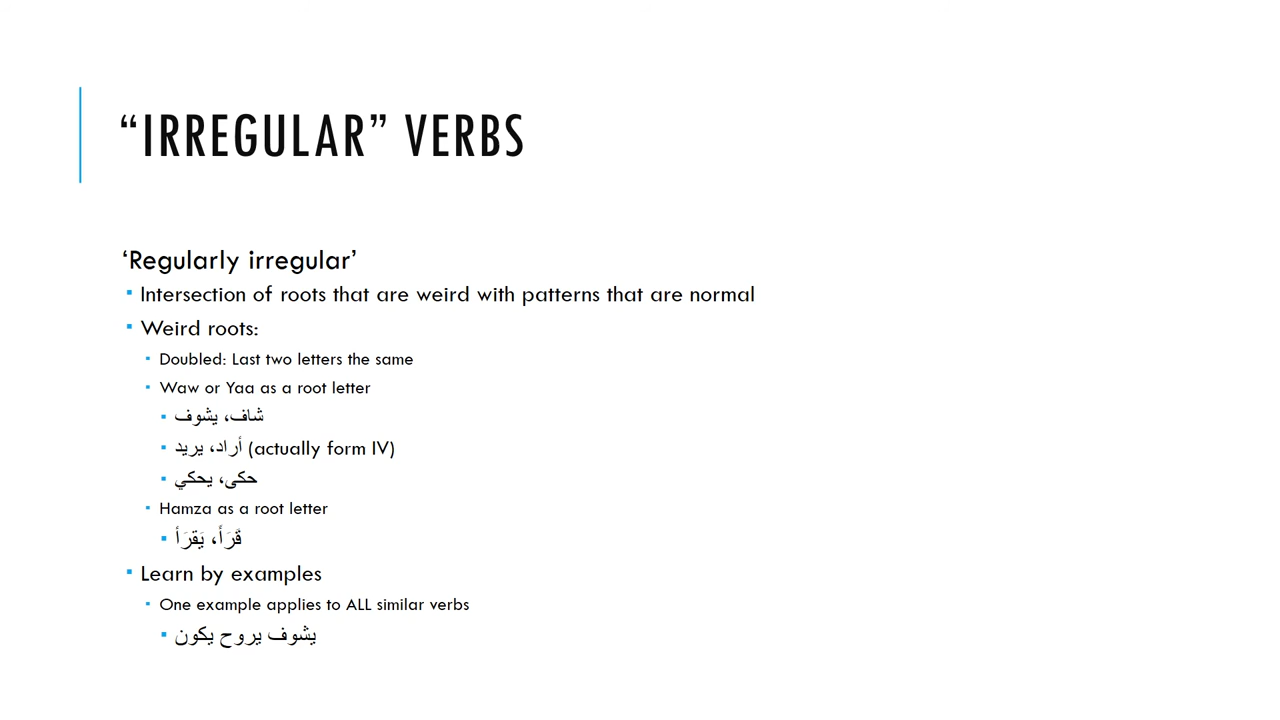 “IRREGULAR” VERBS
‘Regularly irregular’
Intersection of roots that are weird with patterns that are normal
Weird roots:
Doubled: Last two letters the same
Waw or Yaa as a root letter
شاف، يشوف
أراد، يريد (actually form IV)
حكى، يحكي
Hamza as a root letter
قَرَأَ، يَقرَأ
Learn by examples
One example applies to ALL similar verbs
يشوف يروح يكون